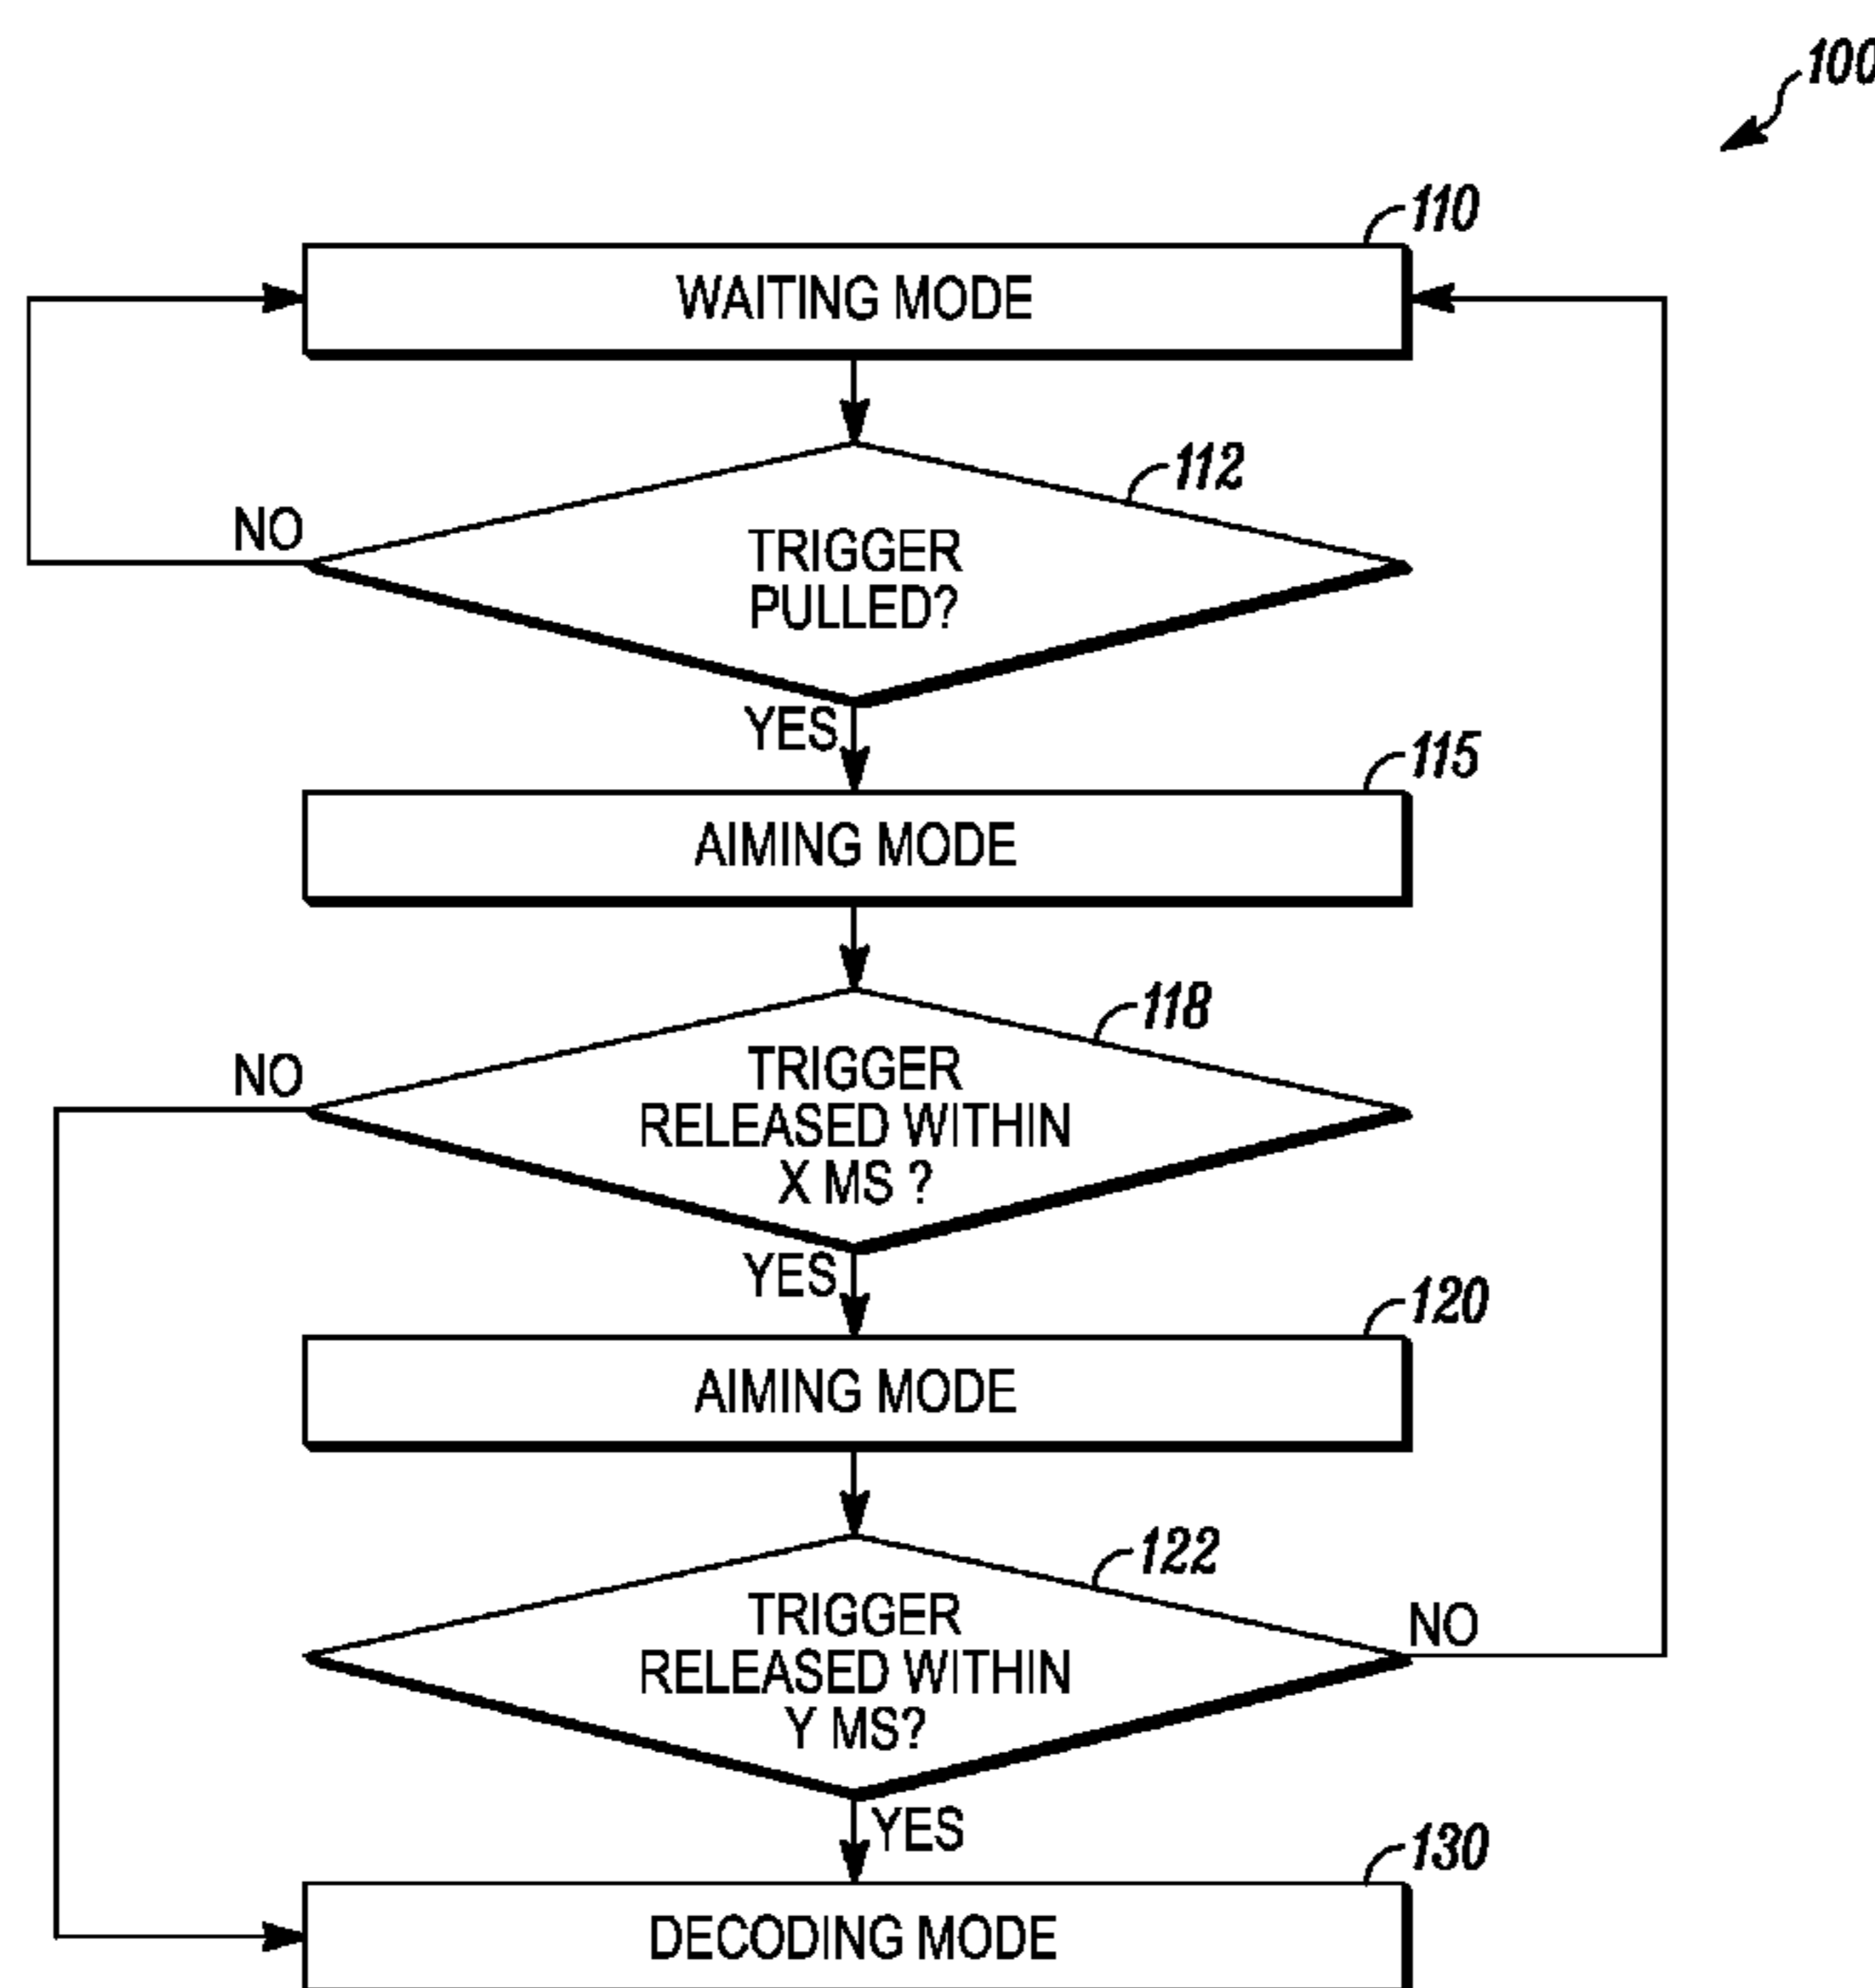 100
110
WAITING MODE
112
NO
TRIGGER
PULLED?
YES
115
AIMING MODE
118
NO
TRIGGER
RELEASED WITHIN
X MS ?
YES
120
AIMING MODE
122
TRIGGER
RELEASED WITHIN
Y MS?
NO
YES
130
DECODING MODE